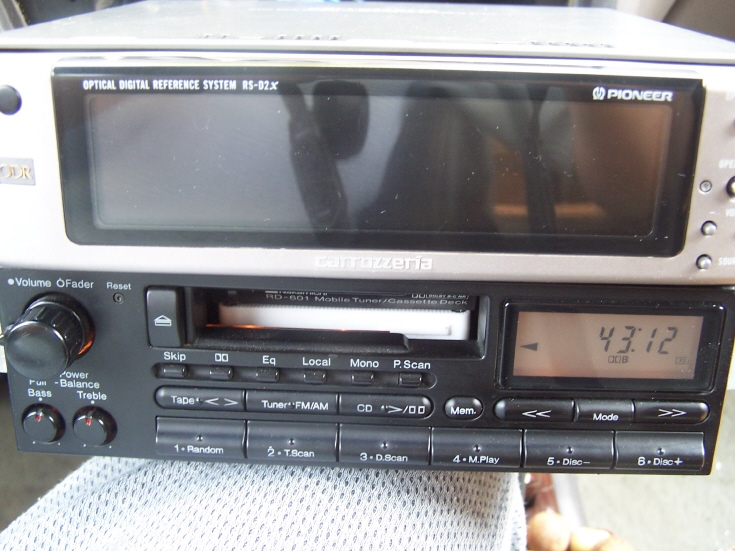 OPTICAL DIGITAL REFERENCE SYSTEM RS-D2X
PIONEER
ODR
carrozzeria
Volume Fader Reset
RD-601 Mobile Tuner/Cassette Deck
43:12
Skip Eq Local Mono P.Scan
Pull Power
-Balance
Bass Treble
Tape < > Tuner FM/AM CD >/ Mem. << Mode >>
1•Random 2•T.Scan 3•D.Scan 4•M.Play 5•Disc- 6•Disc+